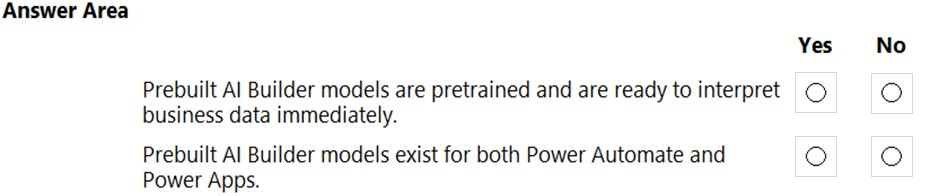 Answer Area
Yes No
Prebuilt AI Builder models are pretrained and are ready to interpret
business data immediately.
Prebuilt AI Builder models exist for both Power Automate and
Power Apps.